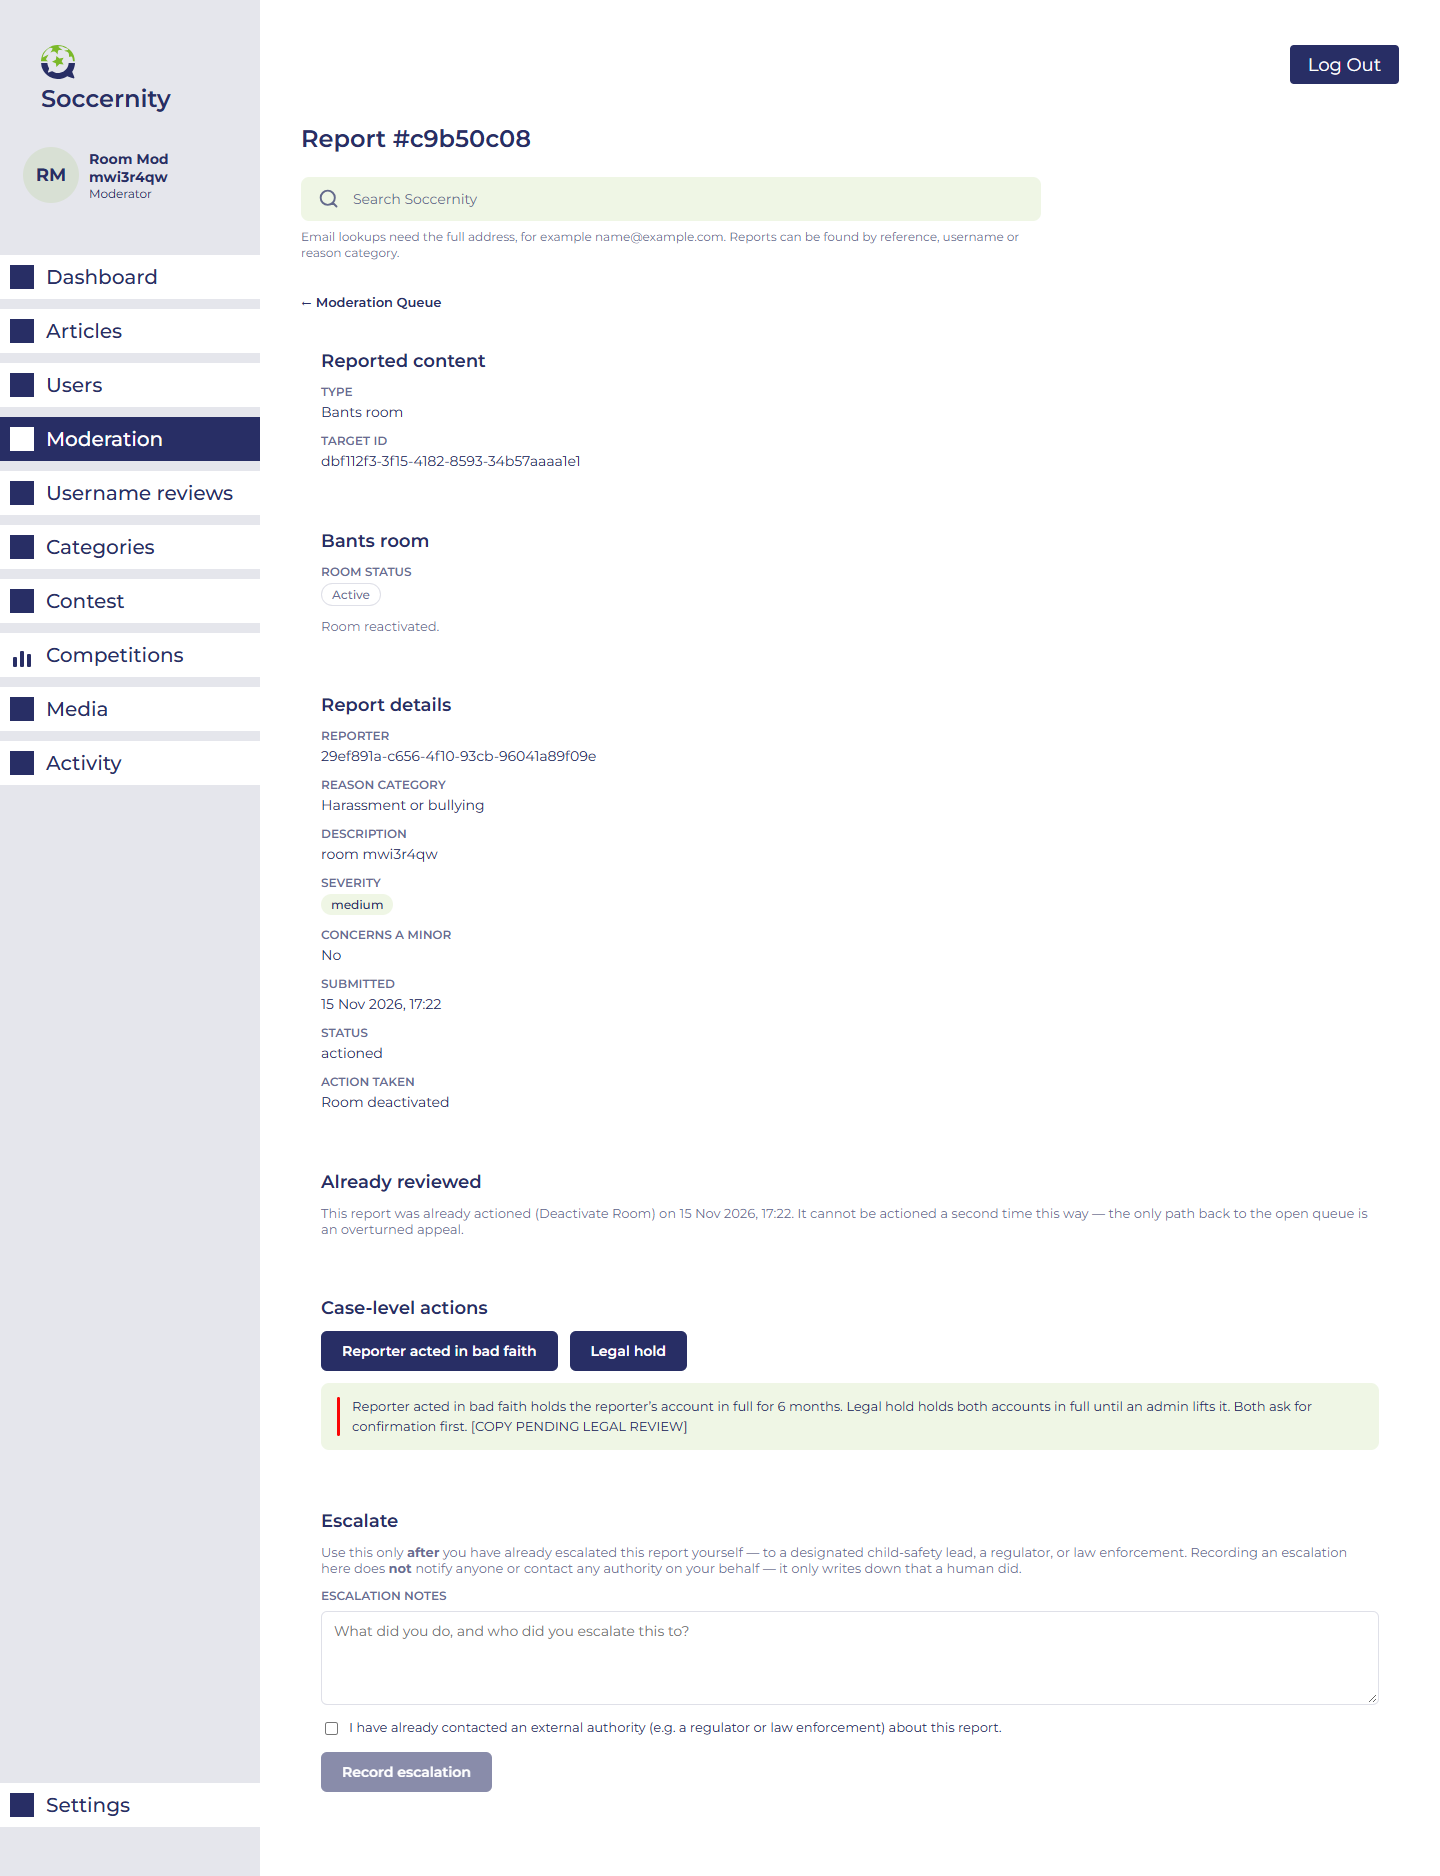 Soccernity
RM
Room Mod
mwi3r4qw
Moderator
Dashboard
Articles
Users
Moderation
Username reviews
Categories
Contest
Competitions
Media
Activity
Settings
Log Out
Report #c9b50c08
Search Soccernity
Email lookups need the full address, for example name@example.com. Reports can be found by reference, username or
reason category.
← Moderation Queue
Reported content
TYPE
Bants room
TARGET ID
dbf112f3-3f15-4182-8593-34b57aaaa1e1
Bants room
ROOM STATUS
Active
Room reactivated.
Report details
REPORTER
29ef891a-c656-4f10-93cb-96041a89f09e
REASON CATEGORY
Harassment or bullying
DESCRIPTION
room mwi3r4qw
SEVERITY
medium
CONCERNS A MINOR
No
SUBMITTED
15 Nov 2026, 17:22
STATUS
actioned
ACTION TAKEN
Room deactivated
Already reviewed
This report was already actioned (Deactivate Room) on 15 Nov 2026, 17:22. It cannot be actioned a second time this way — the only path back to the open queue is
an overturned appeal.
Case-level actions
Reporter acted in bad faith
Legal hold
Reporter acted in bad faith holds the reporter’s account in full for 6 months. Legal hold holds both accounts in full until an admin lifts it. Both ask for
confirmation first. [COPY PENDING LEGAL REVIEW]
Escalate
Use this only after you have already escalated this report yourself — to a designated child-safety lead, a regulator, or law enforcement. Recording an escalation
here does not notify anyone or contact any authority on your behalf — it only writes down that a human did.
ESCALATION NOTES
What did you do, and who did you escalate this to?
I have already contacted an external authority (e.g. a regulator or law enforcement) about this report.
Record escalation